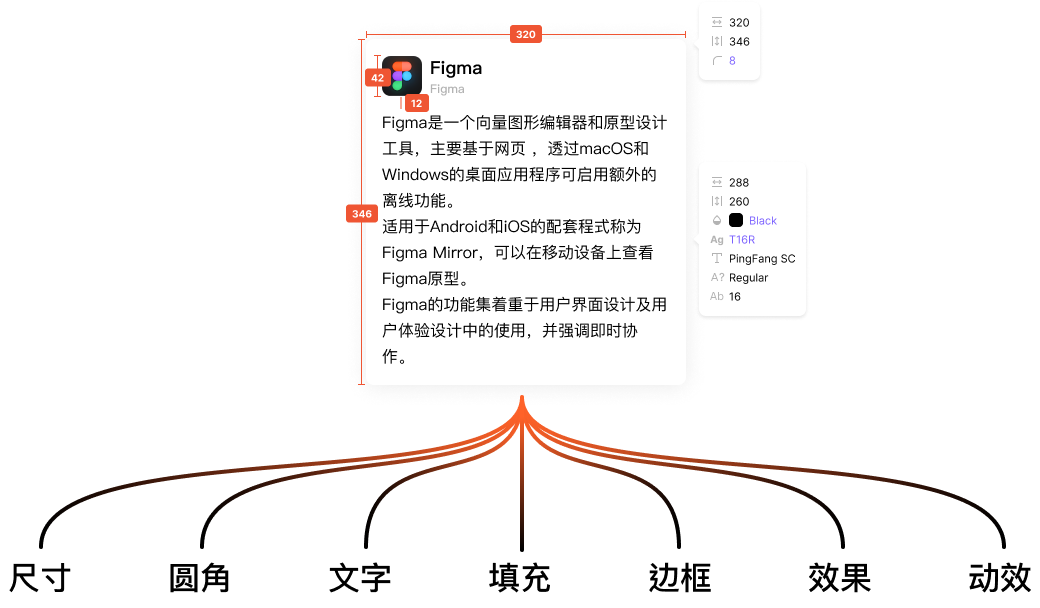 320
320
346
8
42
Figma
Figma
12
Figma是一个向量图形编辑器和原型设计
工具，主要基于网页 ，透过macOS和
Windows的桌面应用程序可启用额外的
离线功能。
适用于Android和iOS的配套程式称为
Figma Mirror，可以在移动设备上查看
Figma原型。
Figma的功能集着重于用户界面设计及用
户体验设计中的使用，并强调即时协
作。
346
288
260
Black
Ag T16R
PingFang SC
A? Regular
Ab 16
尺寸 圆角 文字 填充 边框 效果 动效